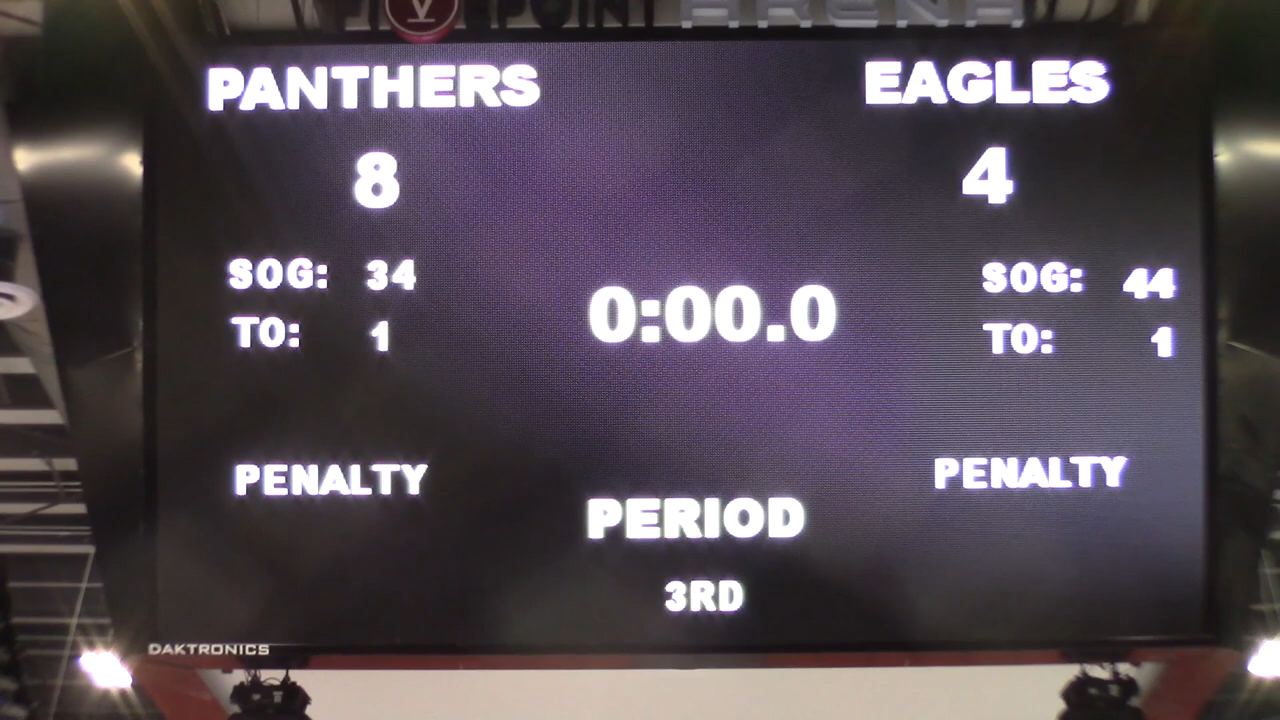 ARENA
PANTHERS
EAGLES
8
4
SOG: 34
SOG: 44
0:00.0
TO: 1
TO: 1
PENALTY
PENALTY
PERIOD
3RD
DAKTRONICS